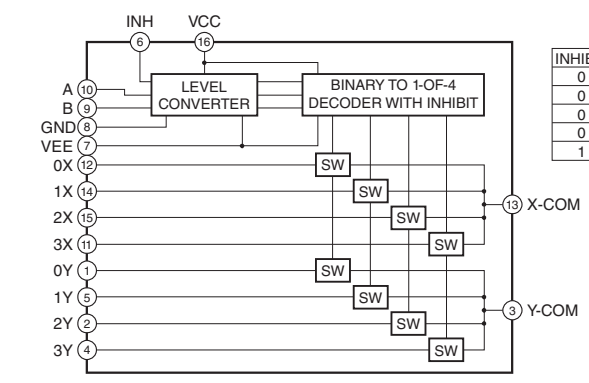 INH VCC
6 16
INHIB
A 10 LEVEL CONVERTER BINARY TO 1-OF-4 DECODER WITH INHIBIT 0
B 9 0
GND 8 0
VEE 7 0
0X 12 SW 1
1X 14 SW
2X 15 SW 13 X-COM
3X 11 SW
0Y 1 SW
1Y 5 SW
2Y 2 SW 3 Y-COM
3Y 4 SW